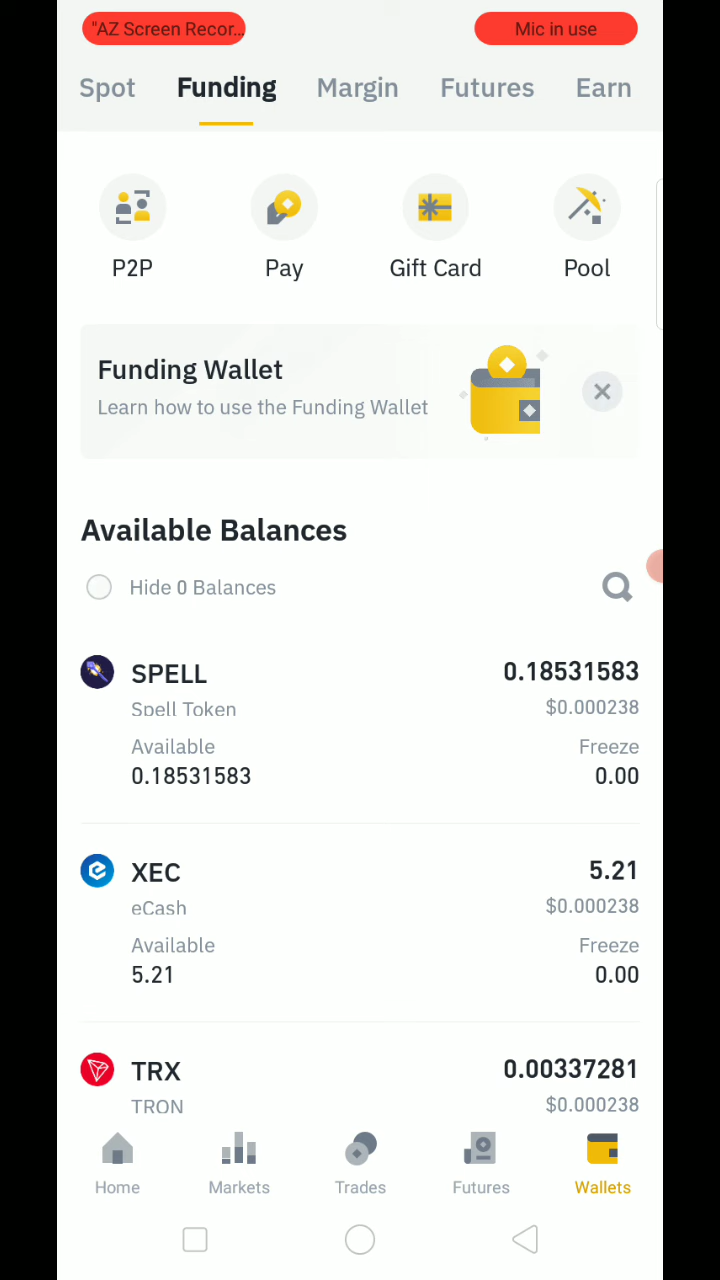 "AZ Screen Recor... Mic in use
Spot Funding Margin Futures Earn
P2P Pay Gift Card Pool
Funding Wallet
Learn how to use the Funding Wallet
Available Balances
Hide 0 Balances
SPELL 0.18531583
Spell Token $0.000238
Available Freeze
0.18531583 0.00
XEC 5.21
eCash $0.000238
Available Freeze
5.21 0.00
TRX 0.00337281
TRON $0.000238
Home Markets Trades Futures Wallets